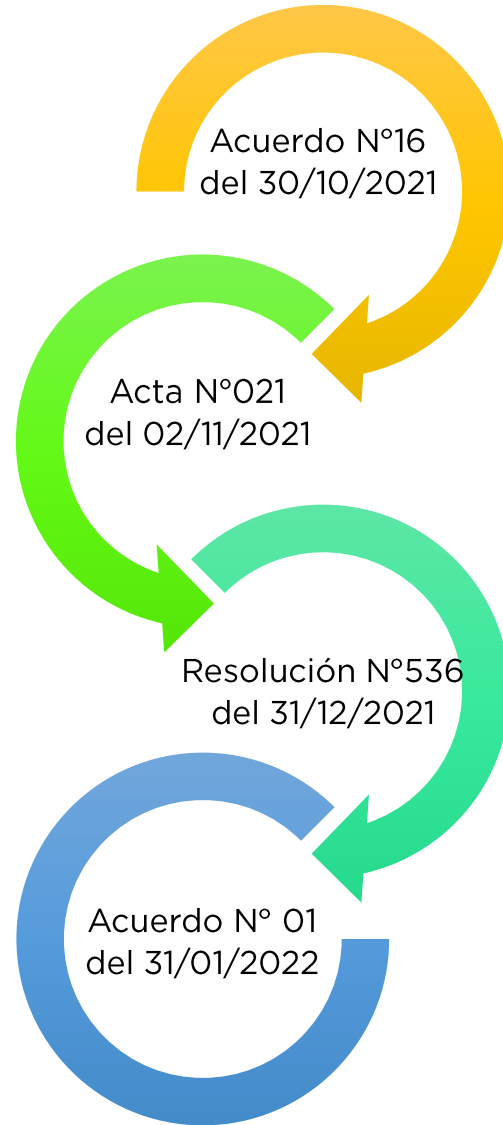 Acuerdo N°16
del 30/10/2021
Acta N°021
del 02/11/2021
Resolución N°536
del 31/12/2021
Acuerdo N° 01
del 31/01/2022